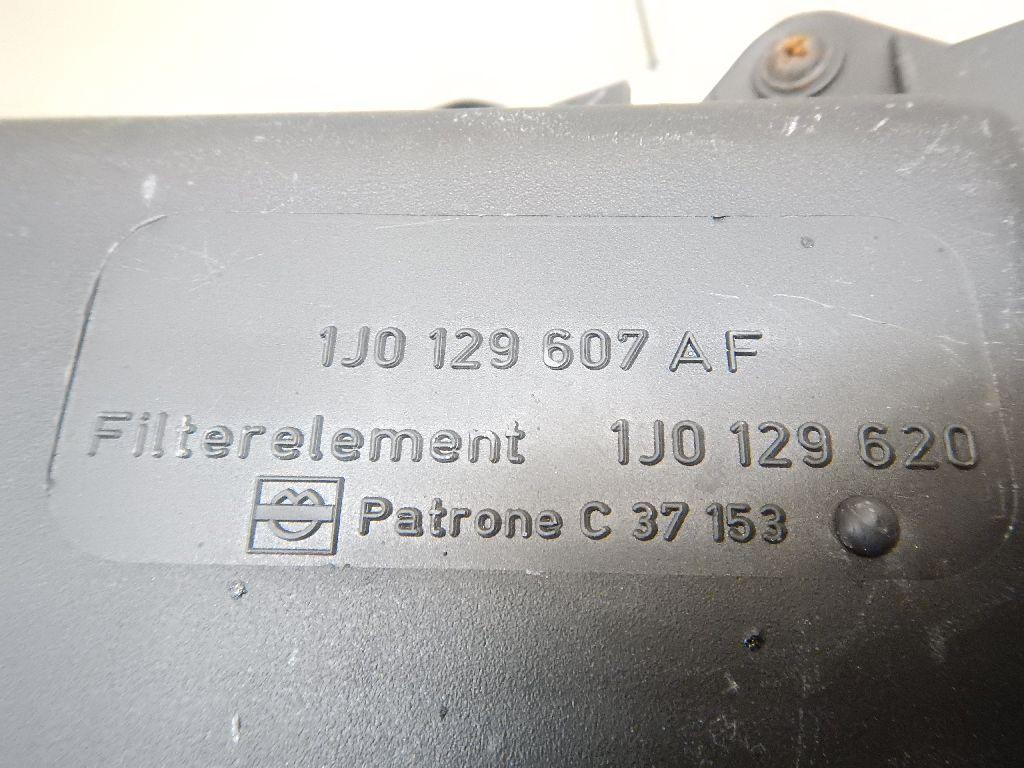 1J0 129 607 AF
Filterelement 1J0 129 620
Patrone C 37 153